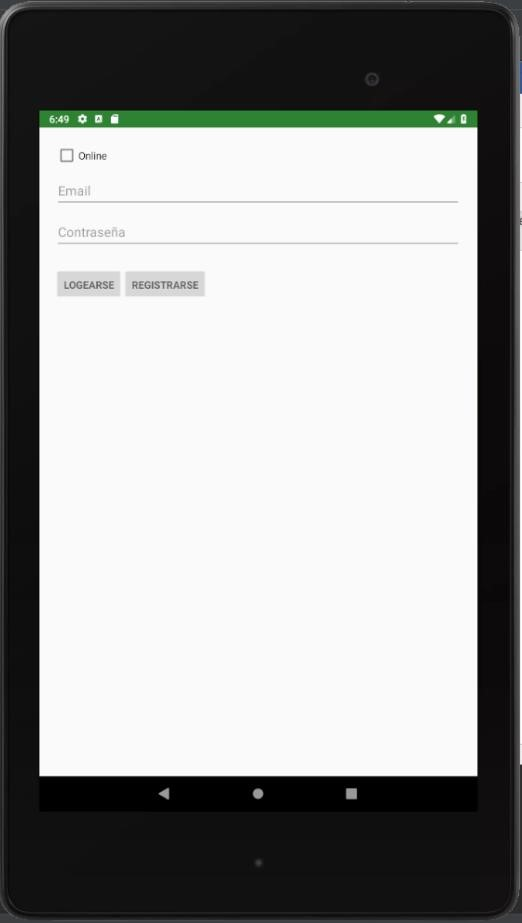 6:49
Online
Email
Contraseña
LOGEARSE REGISTRARSE